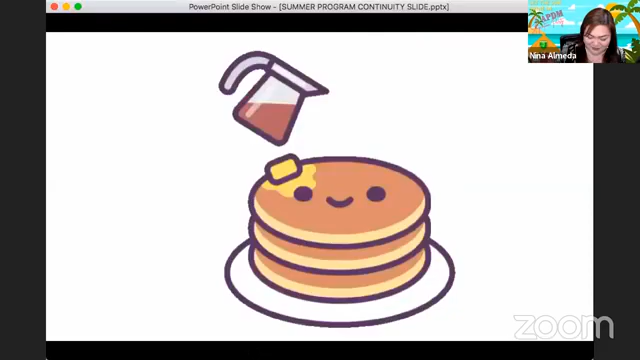 PowerPoint Slide Show - [SUMMER PROGRAM CONTINUITY SLIDE.pptx]
Nina Almeda
zoom